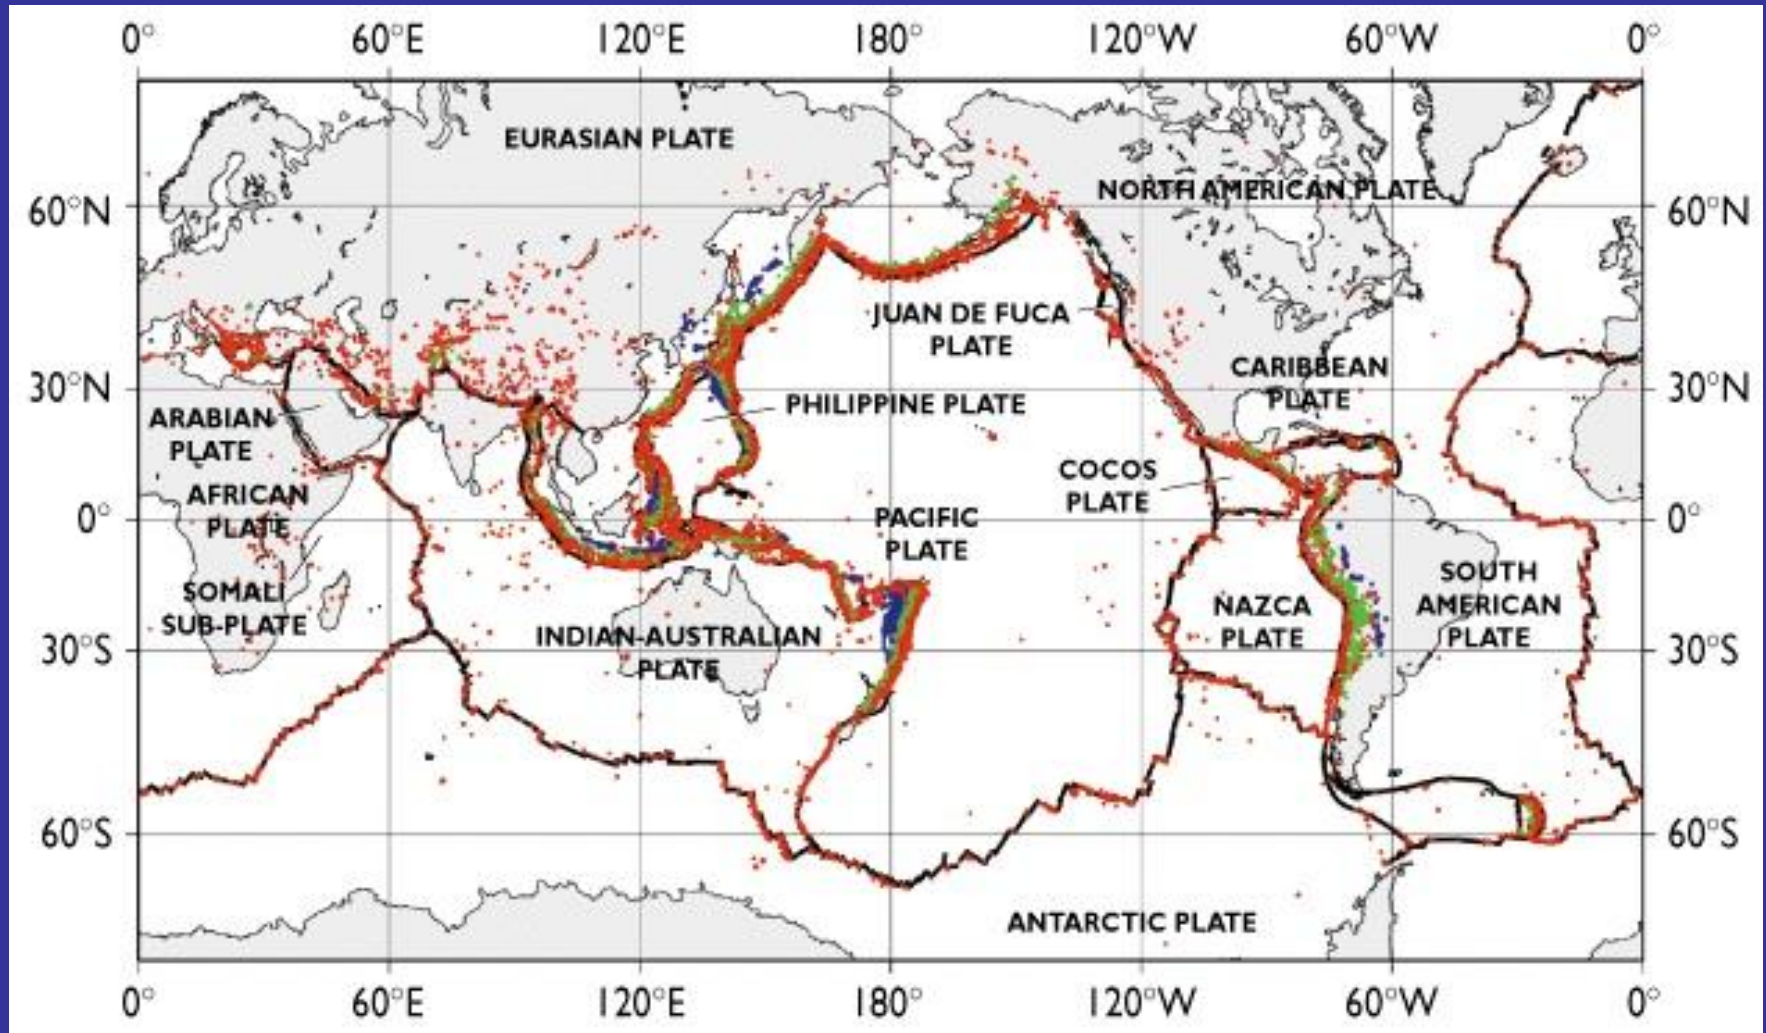 0°
60°E
120°E
180°
120°W
60°W
0°
EURASIAN PLATE
NORTH AMERICAN PLATE
60°N
60°N
JUAN DE FUCA
PLATE
CARIBBEAN
PLATE
30°N
30°N
PHILIPPINE PLATE
ARABIAN
PLATE
COCOS
PLATE
AFRICAN
PLATE
0°
0°
PACIFIC
PLATE
SOMALI
SUB-PLATE
INDIAN-AUSTRALIAN
PLATE
NAZCA
PLATE
SOUTH
AMERICAN
PLATE
30°S
30°S
60°S
60°S
ANTARCTIC PLATE
0°
60°E
120°E
180°
120°W
60°W
0°